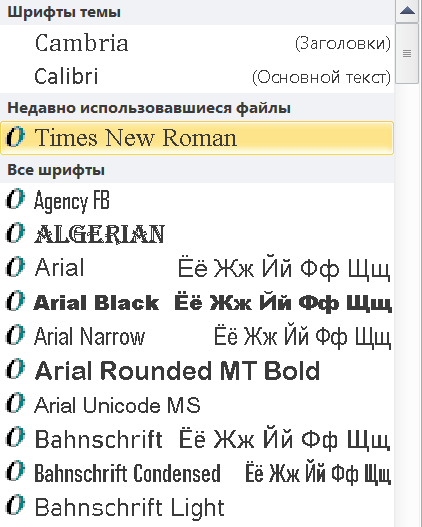 Шрифты темы
Cambria (Заголовки)
Calibri (Основной текст)
Недавно использовавшиеся файлы
Times New Roman
Все шрифты
Agency FB
ALGERIAN
Arial Ёё Жж Йй Фф Щщ
Arial Black Ёё Жж Йй Фф Щщ
Arial Narrow Ёё Жж Йй Фф Щщ
Arial Rounded MT Bold
Arial Unicode MS
Bahnschrift Ёё Жж Йй Фф Щщ
Bahnschrift Condensed Ёё Жж Йй Фф Щщ
Bahnschrift Light